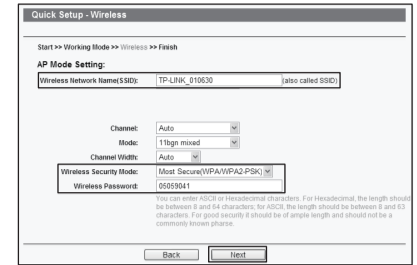 Quick Setup - Wireless
Start >> Working Mode >> Wireless >> Finish
AP Mode Setting:
Wireless Network Name(SSID): TP-LINK_010630 (also called SSID)
Channel: Auto
Mode: 11bgn mixed
Channel Width: Auto
Wireless Security Mode: Most Secure(WPA/WPA2-PSK)
Wireless Password: 05059041
You can enter ASCII or Hexadecimal characters. For Hexadecimal, the length should
be between 8 and 64 characters; for ASCII, the length should be between 8 and 63
characters. For good security it should be of ample length and should not be a
commonly known pharse.
Back Next